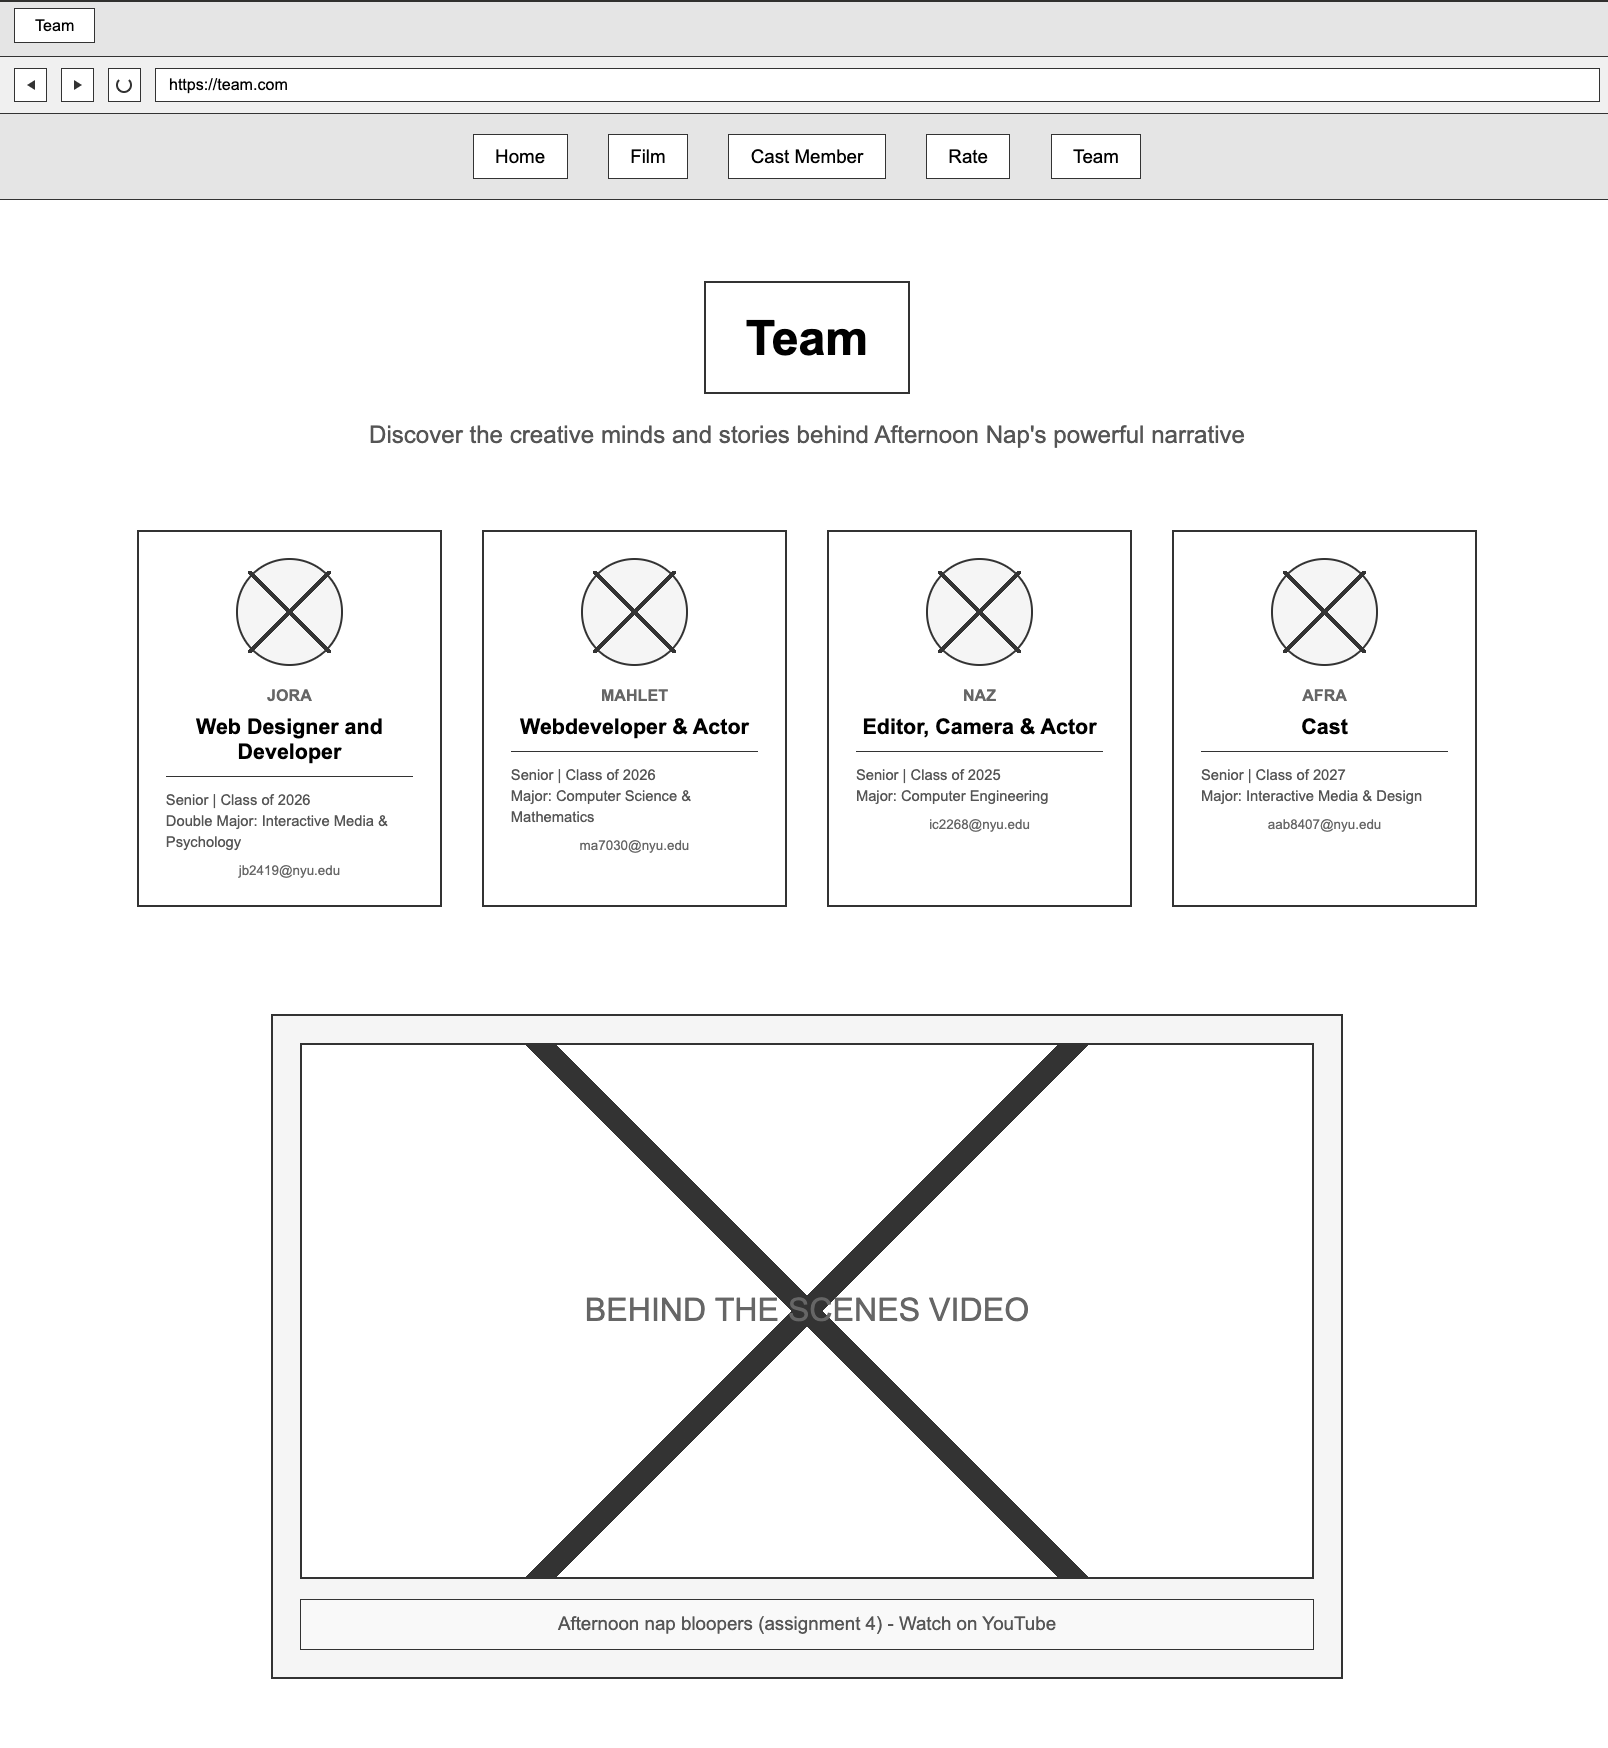 Team
https://team.com
Home
Film
Cast Member
Rate
Team
Team
Discover the creative minds and stories behind Afternoon Nap's powerful narrative
JORA
Web Designer and
Developer
Senior | Class of 2026
Double Major: Interactive Media &
Psychology
jb2419@nyu.edu
MAHLET
Webdeveloper & Actor
Senior | Class of 2026
Major: Computer Science &
Mathematics
ma7030@nyu.edu
NAZ
Editor, Camera & Actor
Senior | Class of 2025
Major: Computer Engineering
ic2268@nyu.edu
AFRA
Cast
Senior | Class of 2027
Major: Interactive Media & Design
aab8407@nyu.edu
BEHIND THE SCENES VIDEO
Afternoon nap bloopers (assignment 4) - Watch on YouTube